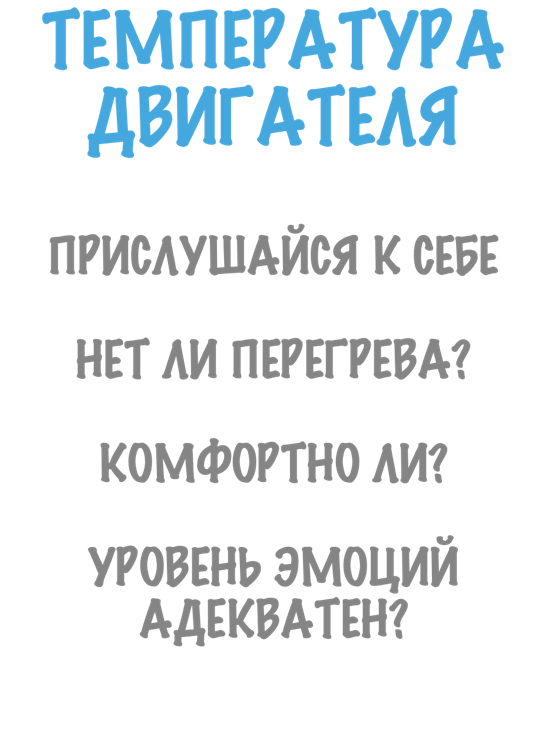 ТЕМПЕРАТУРА
ДВИГАТЕЛЯ
ПРИСЛУШАЙСЯ К СЕБЕ
НЕТ ЛИ ПЕРЕГРЕВА?
КОМФОРТНО ЛИ?
УРОВЕНЬ ЭМОЦИЙ
АДЕКВАТЕН?